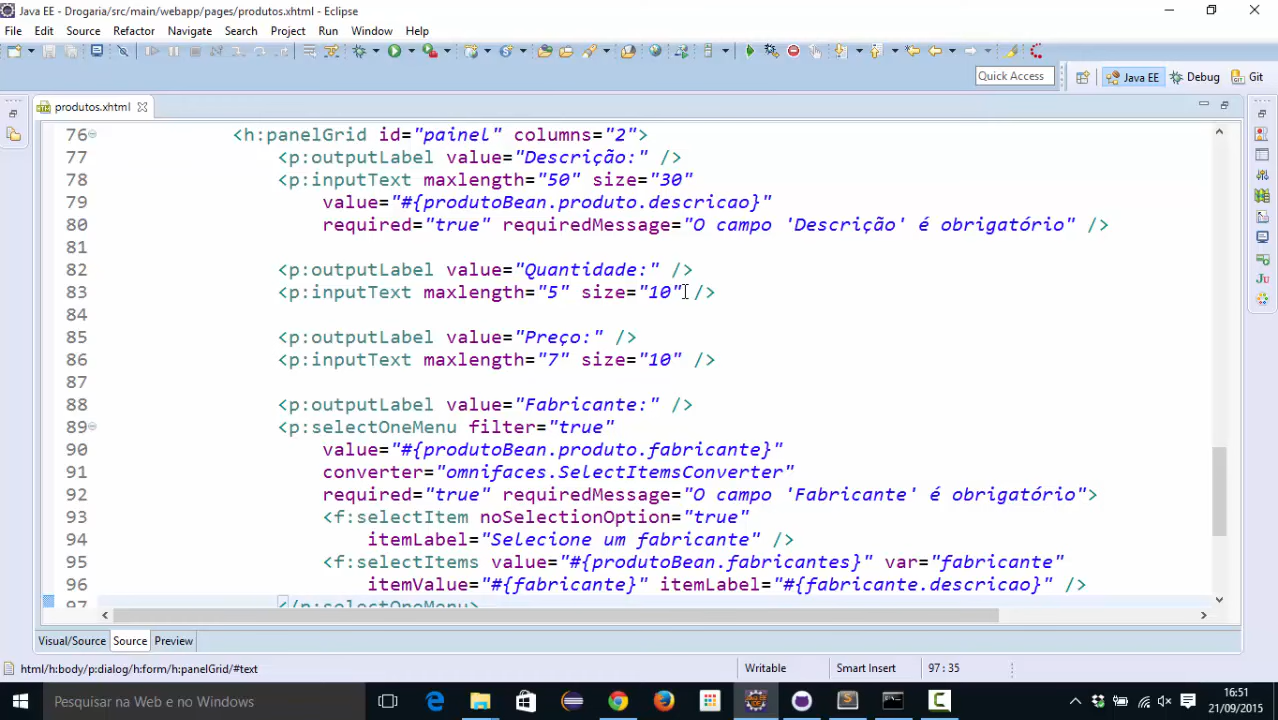 Java EE - Drogaria/src/main/webapp/pages/produtos.xhtml - Eclipse
File Edit Source Refactor Navigate Search Project Run Window Help
Quick Access
Java EE
Debug
Git
produtos.xhtml
76 <h:panelGrid id="painel" columns="2">
77 <p:outputLabel value="Descrição:" />
78 <p:inputText maxlength="50" size="30"
79 value="#{produtoBean.produto.descricao}"
80 required="true" requiredMessage="O campo 'Descrição' é obrigatório" />
81
82 <p:outputLabel value="Quantidade:" />
83 <p:inputText maxlength="5" size="10" />
84
85 <p:outputLabel value="Preço:" />
86 <p:inputText maxlength="7" size="10" />
87
88 <p:outputLabel value="Fabricante:" />
89 <p:selectOneMenu filter="true"
90 value="#{produtoBean.produto.fabricante}"
91 converter="omnifaces.SelectItemsConverter"
92 required="true" requiredMessage="O campo 'Fabricante' é obrigatório">
93 <f:selectItem noSelectionOption="true"
94 itemLabel="Selecione um fabricante" />
95 <f:selectItems value="#{produtoBean.fabricantes}" var="fabricante"
96 itemValue="#{fabricante}" itemLabel="#{fabricante.descricao}" />
97 </p:selectOneMenu>
Visual/Source Source Preview
html/h:body/p:dialog/h:form/h:panelGrid/#text
Writable
Smart Insert
97 : 35
Pesquisar na Web e no Windows
16:51
21/09/2015